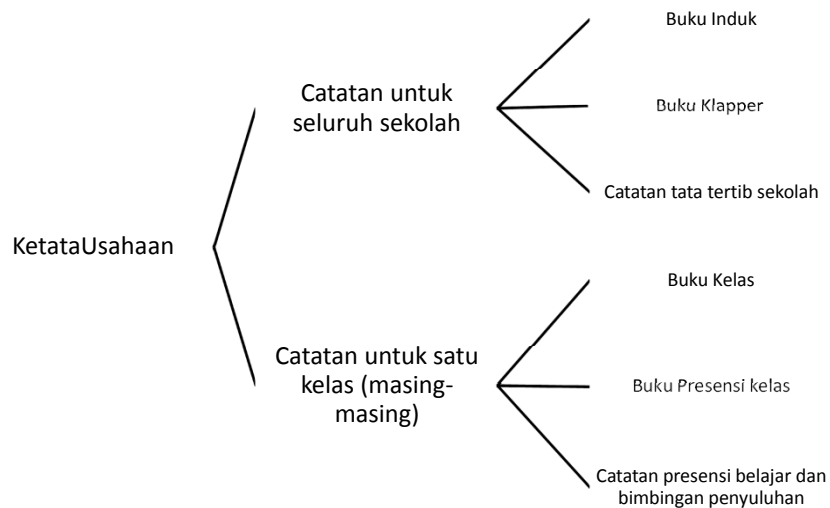 KetataUsahaan
Catatan untuk
seluruh sekolah
Buku Induk
Buku Klapper
Catatan tata tertib sekolah
Catatan untuk satu
kelas (masing-
masing)
Buku Kelas
Buku Presensi kelas
Catatan presensi belajar dan
bimbingan penyuluhan